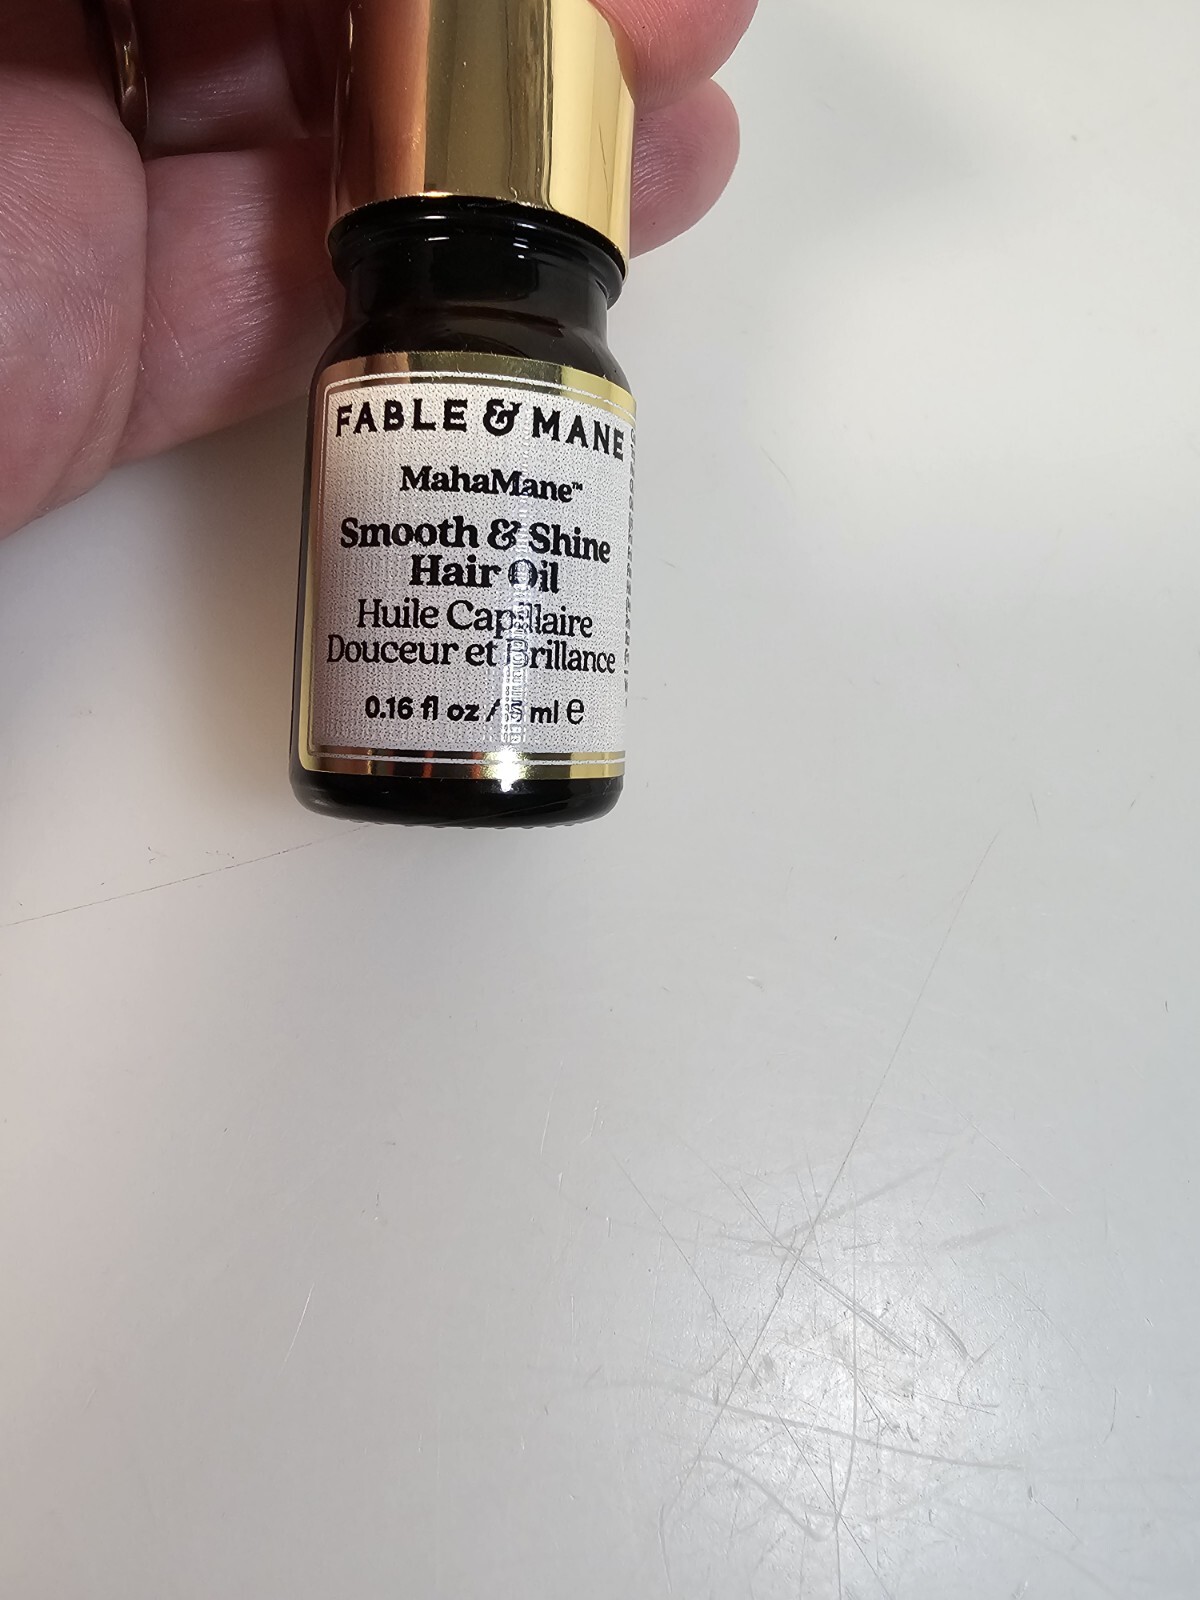 FABLE & MANE
MahaMane™
Smooth & Shine
Hair Oil
Huile Capillaire
Douceur et Brillance
0.16 fl oz / 5 ml e